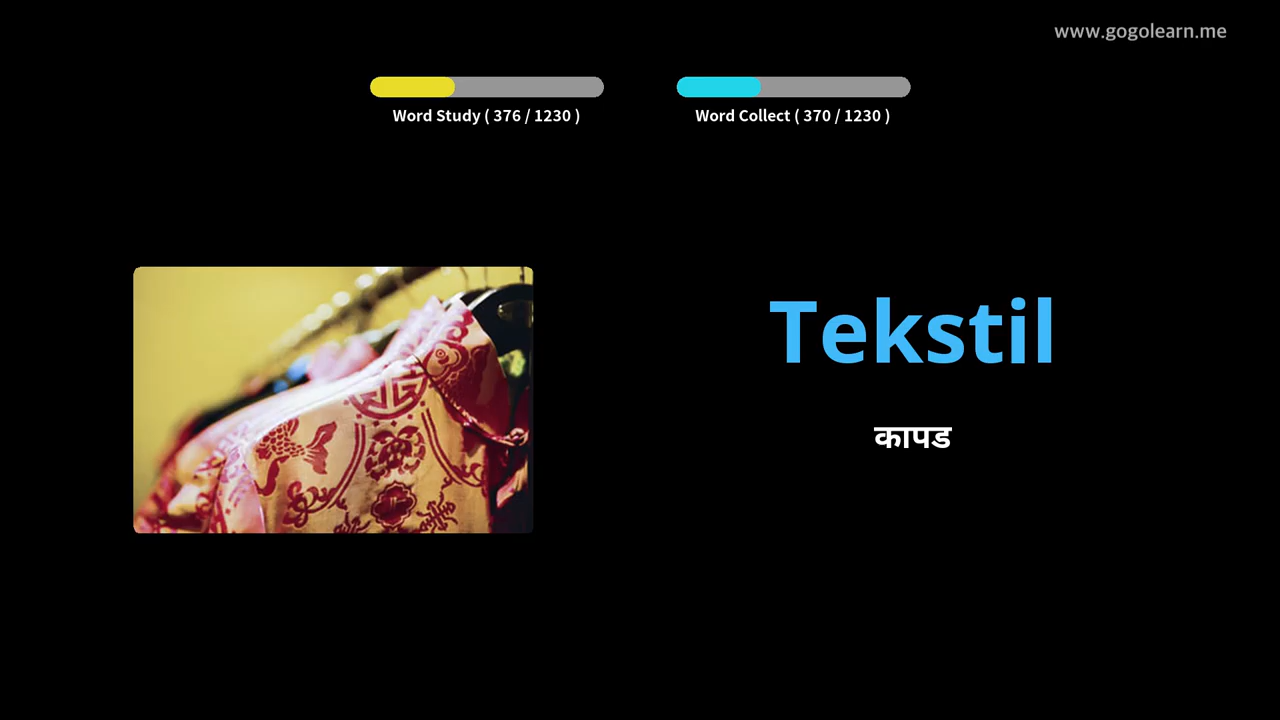 www.gogolearn.me
Word Study ( 376 / 1230 )
Word Collect ( 370 / 1230 )
Tekstil
कापड